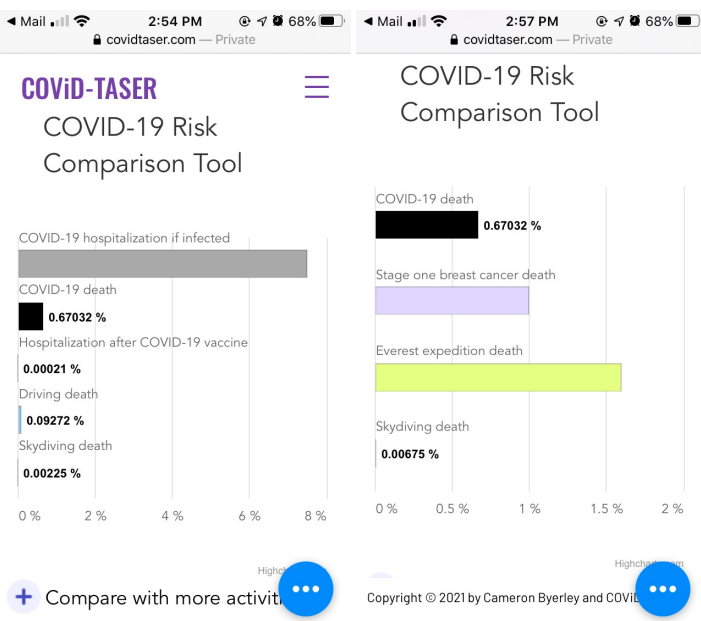 Mail 2:54 PM 68%
covidtaser.com — Private
COViD-TASER
COVID-19 Risk
Comparison Tool
COVID-19 hospitalization if infected
COVID-19 death
0.67032 %
Hospitalization after COVID-19 vaccine
0.00021 %
Driving death
0.09272 %
Skydiving death
0.00225 %
0 % 2 % 4 % 6 % 8 %
Compare with more
Mail 2:57 PM 68%
covidtaser.com — Private
COVID-19 Risk
Comparison Tool
COVID-19 death
0.67032 %
Stage one breast cancer death
Everest expedition death
Skydiving death
0.00675 %
0 % 0.5 % 1 % 1.5 % 2 %
Copyright © 2021 by Cameron Byerley and